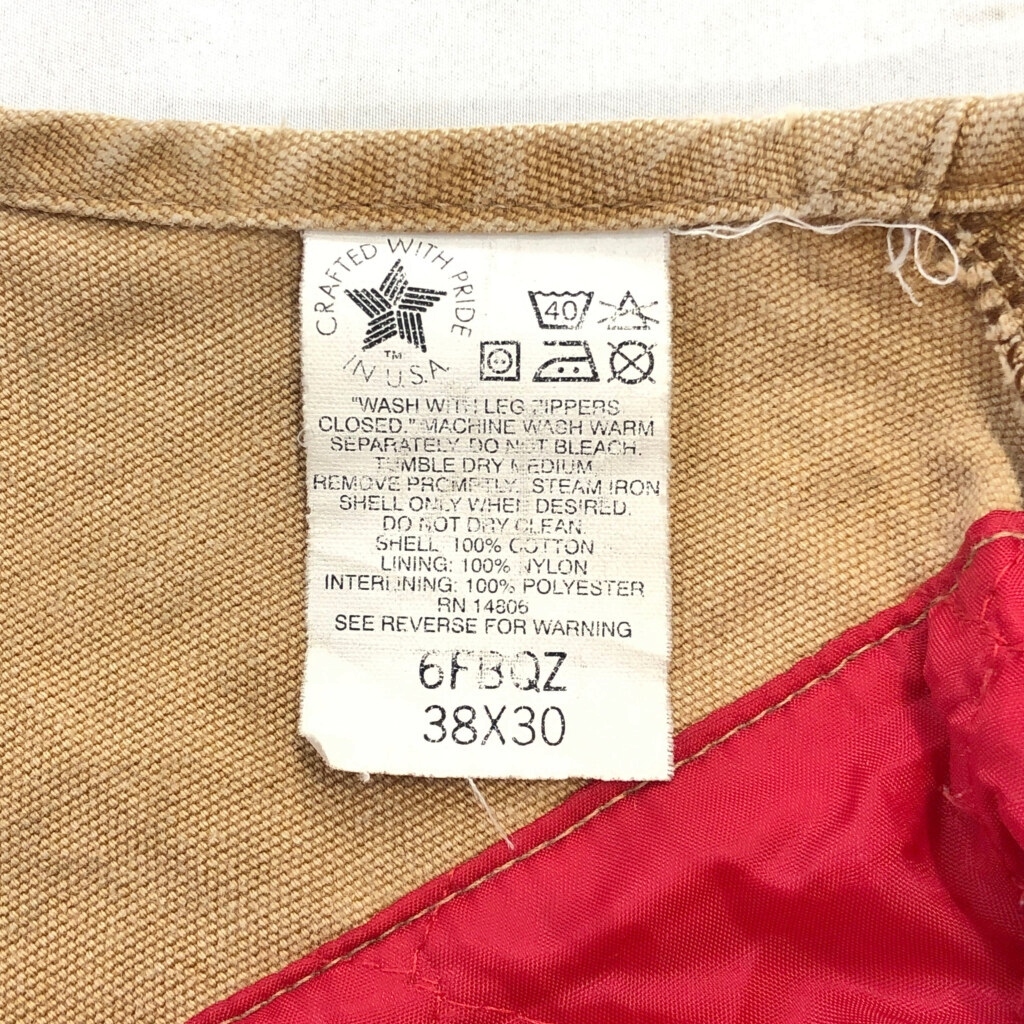 CRAFTED WITH PRIDE
TM
IN U.S.A.
40
"WASH WITH LEG ZIPPERS
CLOSED." MACHINE WASH WARM
SEPARATELY. DO NOT BLEACH.
TUMBLE DRY MEDIUM.
REMOVE PROMPTLY. STEAM IRON
SHELL ONLY WHEN DESIRED.
DO NOT DRY CLEAN.
SHELL: 100% COTTON
LINING: 100% NYLON
INTERLINING: 100% POLYESTER
RN 14806
SEE REVERSE FOR WARNING
6FBQZ
38X30